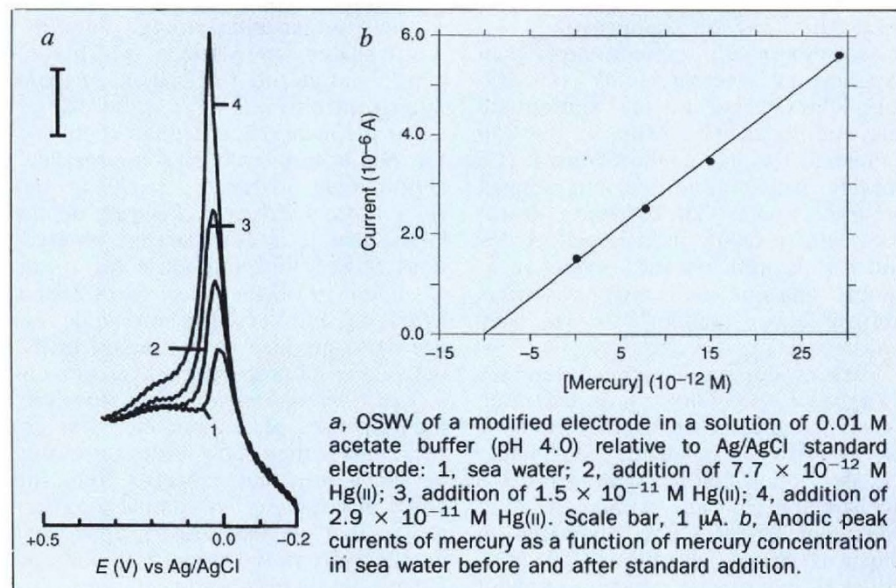 a
4
3
2
1
+0.5
0.0
-0.2
E (V) vs Ag/AgCl
b
6.0
4.0
2.0
0.0
Current (10⁻⁶ A)
−15
−5
5
15
25
[Mercury] (10⁻¹² M)
a, OSWV of a modified electrode in a solution of 0.01 M
acetate buffer (pH 4.0) relative to Ag/AgCl standard
electrode: 1, sea water; 2, addition of 7.7 × 10⁻¹² M
Hg(II); 3, addition of 1.5 × 10⁻¹¹ M Hg(II); 4, addition of
2.9 × 10⁻¹¹ M Hg(II). Scale bar, 1 μA. b, Anodic peak
currents of mercury as a function of mercury concentration
in sea water before and after standard addition.